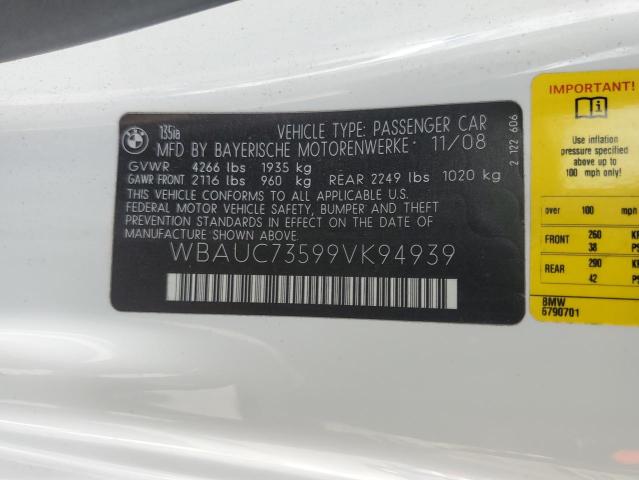 BMW
135ia
VEHICLE TYPE: PASSENGER CAR
MFD BY BAYERISCHE MOTORENWERKE · 11/08
GVWR 4266 lbs 1935 kg
GAWR FRONT 2116 lbs 960 kg REAR 2249 lbs 1020 kg
THIS VEHICLE CONFORMS TO ALL APPLICABLE U.S.
FEDERAL MOTOR VEHICLE SAFETY, BUMPER AND THEFT
PREVENTION STANDARDS IN EFFECT ON THE DATE OF
MANUFACTURE SHOWN ABOVE.
WBAUC73599VK94939
2 122 606
IMPORTANT!
i
Use inflation
pressure specified
above or up to
100 mph only
over 100 mph
FRONT 260
38
REAR 290
42
BMW
6790701